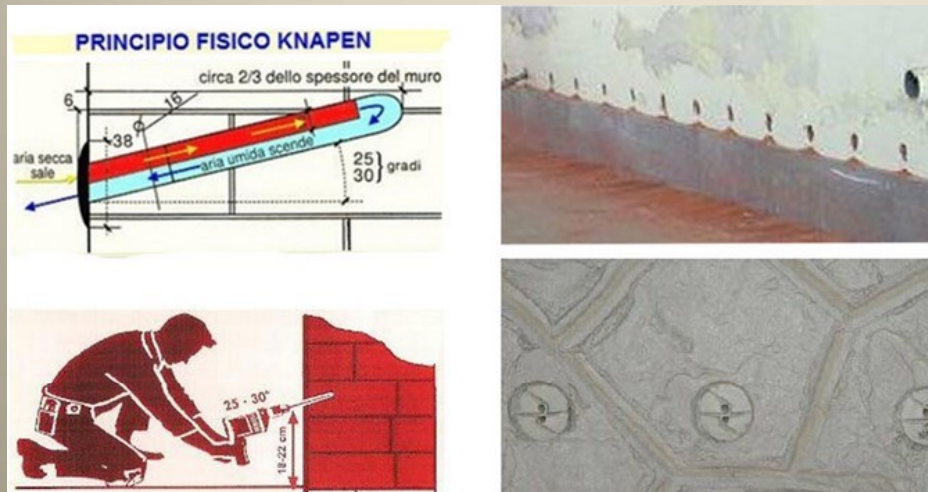 PRINCIPIO FISICO KNAPEN
circa 2/3 dello spessore del muro
6
16
38
aria secca
sale
aria umida scende
25
30
gradi
25 - 30°
18-22 cm